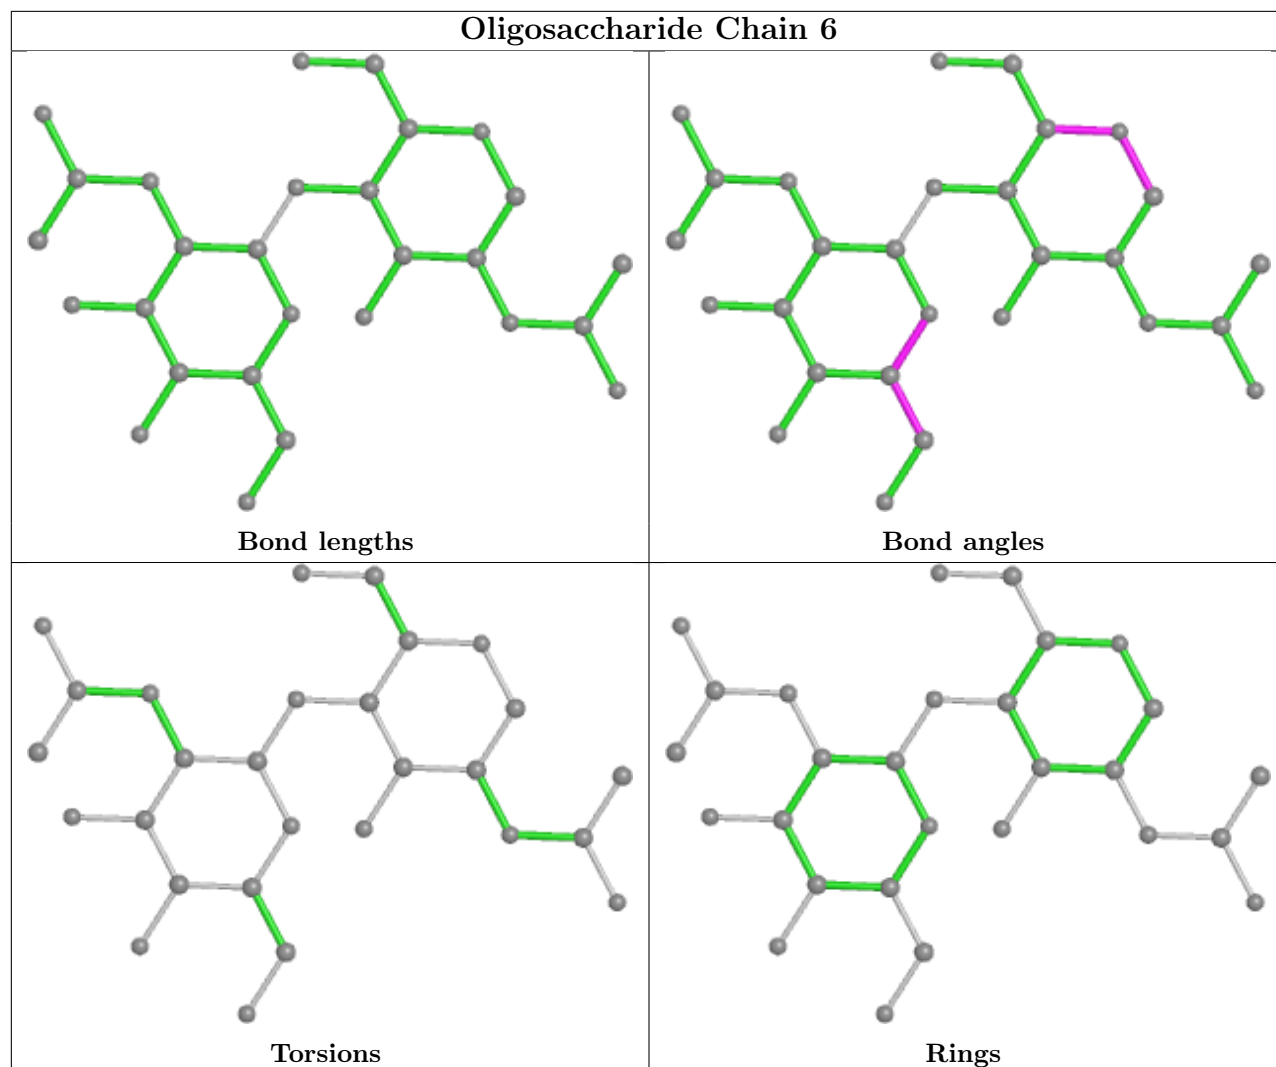 Oligosaccharide Chain 6
Bond lengths
Bond angles
Torsions
Rings